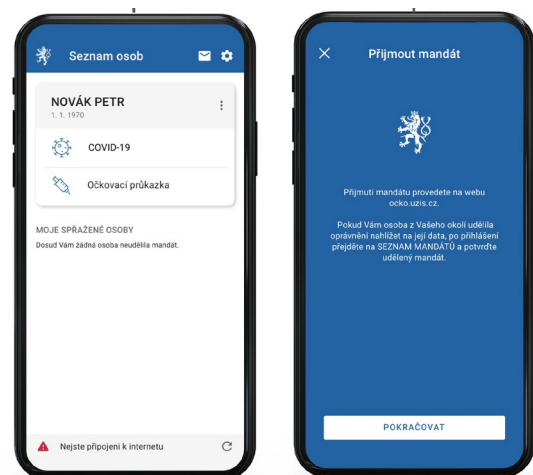 Seznam osob
NOVÁK PETR
1. 1. 1970
COVID-19
Očkovací průkazka
MOJE SPŘAŽENÉ OSOBY
Dosud Vám žádná osoba neudělila mandát.
Nejste připojeni k internetu
Přijmout mandát
Přijmutí mandátu provedete na webu
ocko.uzis.cz.
Pokud Vám osoba z Vašeho okolí udělila
oprávnění nahlížet na její data, po přihlášení
přejděte na SEZNAM MANDÁTŮ a potvrďte
udělený mandát.
POKRAČOVAT